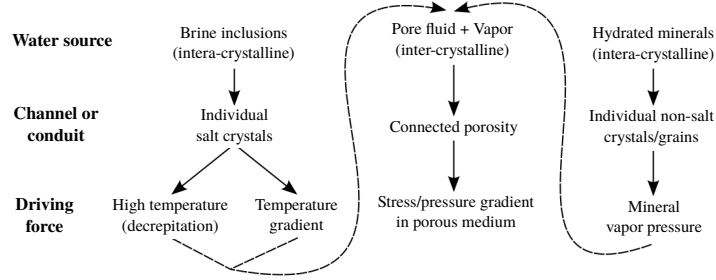 Water source
Brine inclusions
(intera-crystalline)
Pore fluid + Vapor
(inter-crystalline)
Hydrated minerals
(intera-crystalline)
Channel or
conduit
Individual
salt crystals
Connected porosity
Individual non-salt
crystals/grains
Driving
force
High temperature
(decrepitation)
Temperature
gradient
Stress/pressure gradient
in porous medium
Mineral
vapor pressure